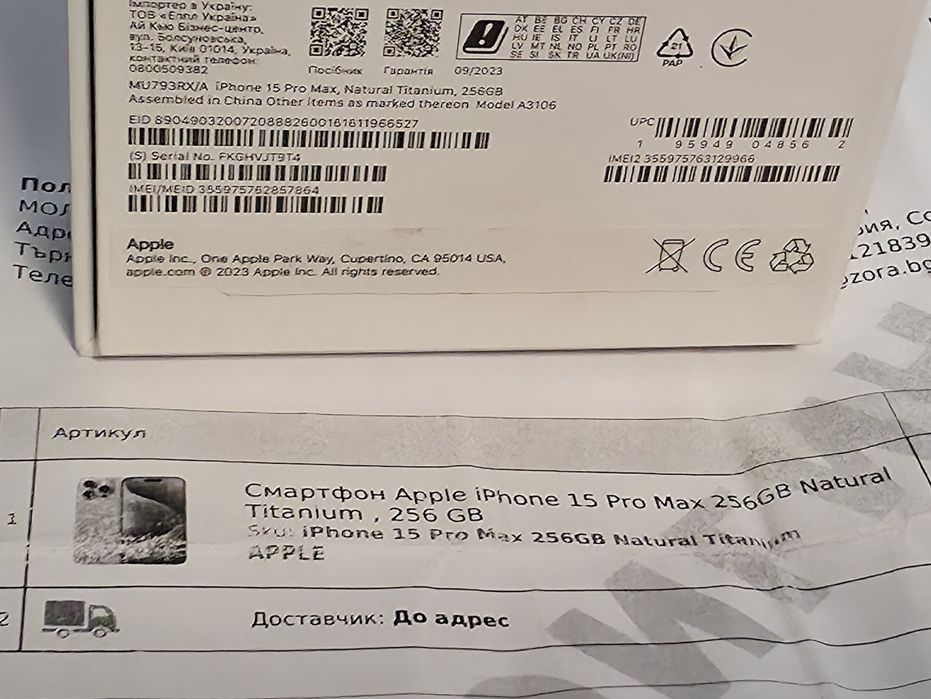 Імпортер в Україну:
ТОВ «Епл Україна»
Ай Кью Бізнес-центр,
вул. Болсуновська,
13-15, Київ 01014, Україна,
контактний телефон:
0800509382
Посібник
Гарантія
09/2023
AT BE BG CH CY CZ DE
DK EE EL ES FI FR HR
HU IE IS IT LI LT LU
LV MT NL NO PL PT RO
SE SI SK TR UA UK(NI)
21
PAP
MU793RX/A iPhone 15 Pro Max, Natural Titanium, 256GB
Assembled in China Other items as marked thereon Model A3106
EID 89049032007208882600161611966527
(S) Serial No. FKGHVJT9T4
IMEI/MEID 355975762857864
UPC
1 95949 04856 2
IMEI2 355975763129966
Apple
Apple Inc., One Apple Park Way, Cupertino, CA 95014 USA,
apple.com © 2023 Apple Inc. All rights reserved.
CE
Пол
МОЛ
Адре
Търг
Теле
ия, Со
121839
ezora.bg
Артикул
1
Смартфон Apple iPhone 15 Pro Max 256GB Natural
Titanium , 256 GB
Sku: iPhone 15 Pro Max 256GB Natural Titanium
APPLE
2
Доставчик: До адрес